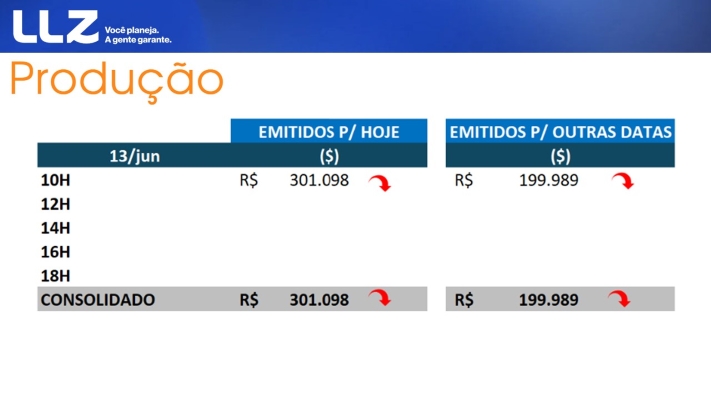 LLZ Você planeja.
A gente garante.
Produção
EMITIDOS P/ HOJE EMITIDOS P/ OUTRAS DATAS
13/jun ($) ($)
10H R$ 301.098 R$ 199.989
12H
14H
16H
18H
CONSOLIDADO R$ 301.098 R$ 199.989